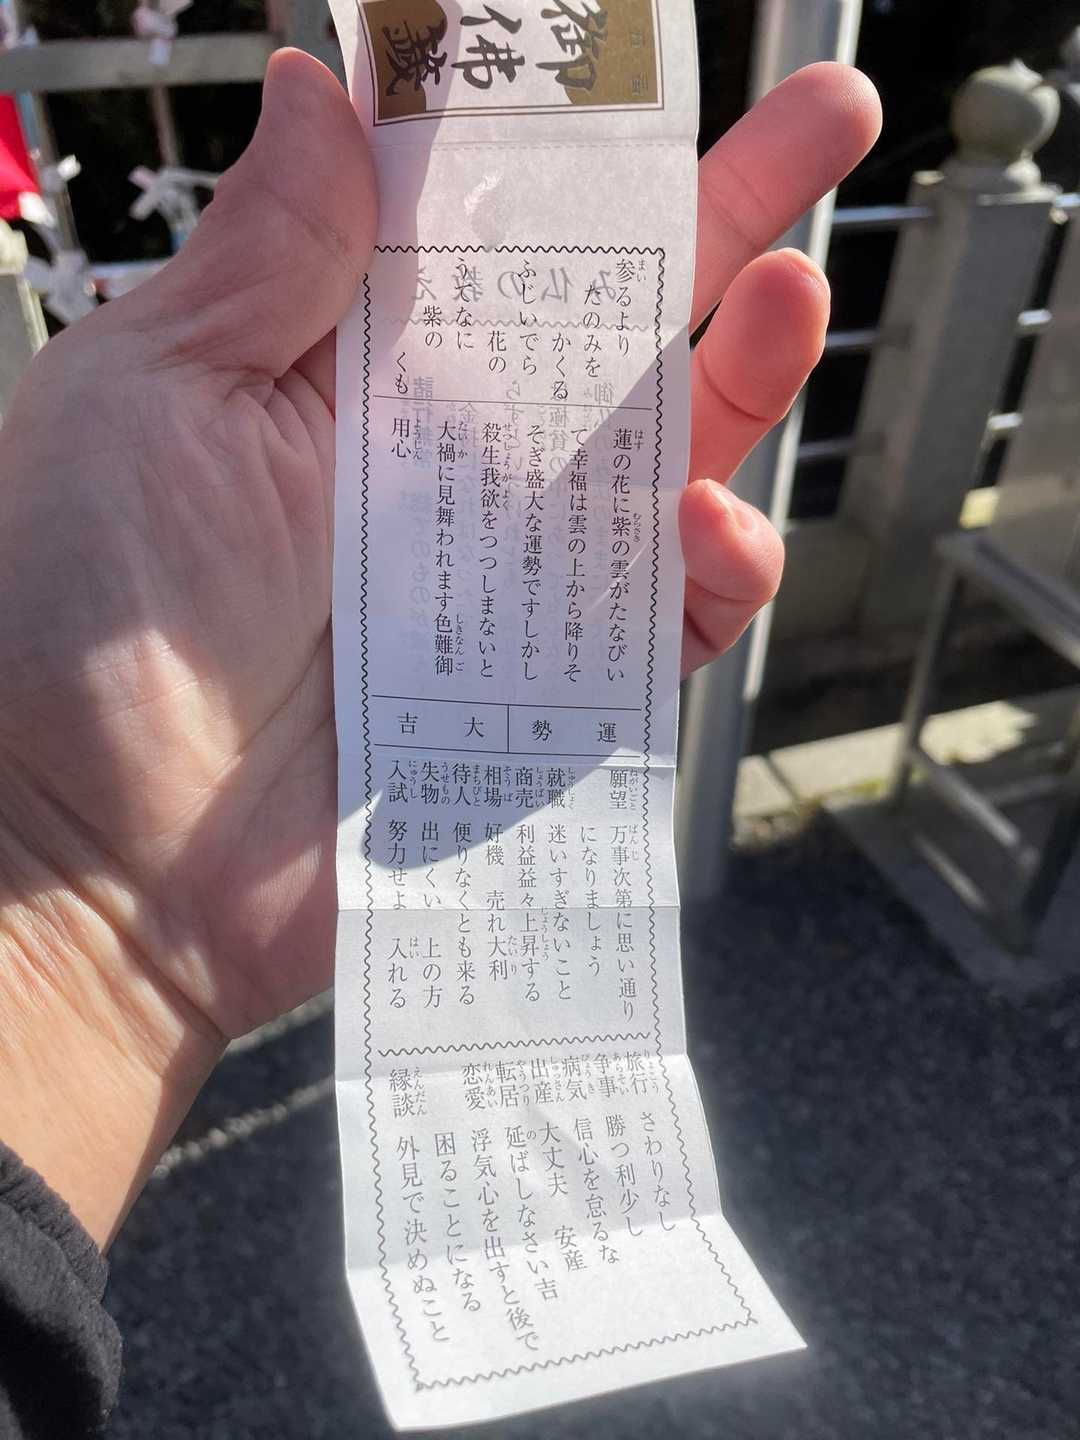 御佛籤
参るより
たのみを
かくる
ふじいでら
花の
うてなに
紫の
くも
蓮の花に紫の雲がたなびい
て幸福は雲の上から降りそ
そぎ盛大な運勢ですしかし
殺生我欲をつつしまないと
大禍に見舞われます色難御
用心
運勢 大吉
願望 万事次第に思い通り
になりましょう
就職 迷いすぎないこと
商売 利益益々上昇する
相場 好機 売れ大利
待人 便りなくとも来る
失物 出にくい 上の方
入試 努力せよ 入れる
旅行 さわりなし
争事 勝つ利少し
病気 信心を怠るな
出産 大丈夫 安産
転居 延ばしなさい吉
恋愛 浮気心を出すと後で
困ることになる
縁談 外見で決めぬこと